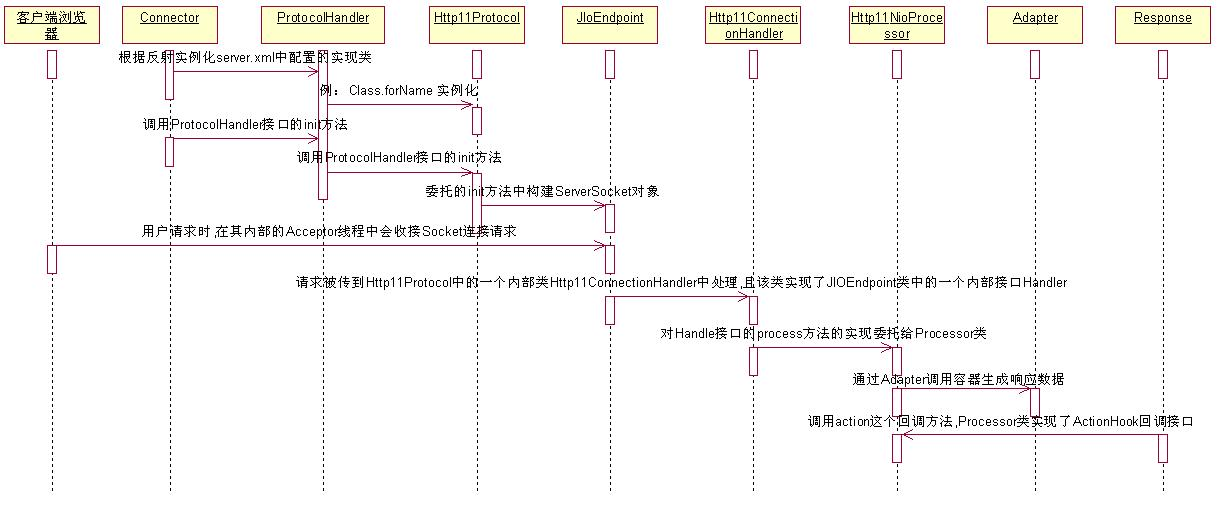 客户端浏览
器
Connector
ProtocolHandler
Http11Protocol
JIoEndpoint
Http11Connecti
onHandler
Http11NioProce
ssor
Adapter
Response
根据反射实例化server.xml中配置的实现类
例： Class.forName 实例化
调用ProtocolHandler接口的init方法
调用ProtocolHandler接口的init方法
委托的init方法中构建ServerSocket对象
用户请求时,在其内部的Acceptor线程中会收接Socket连接请求
请求被传到Http11Protocol中的一个内部类Http11ConnectionHandler中处理,且该类实现了JIOEndpoint类中的一个内部接口Handler
对Handle接口的process方法的实现委托给Processor类
通过Adapter调用容器生成响应数据
调用action这个回调方法,Processor类实现了ActionHook回调接口